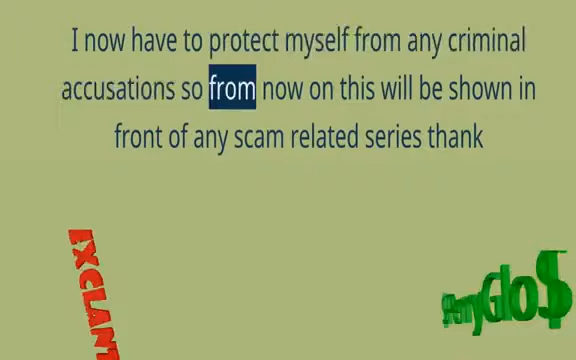 I now have to protect myself from any criminal
accusations so from now on this will be shown in
front of any scam related series thank